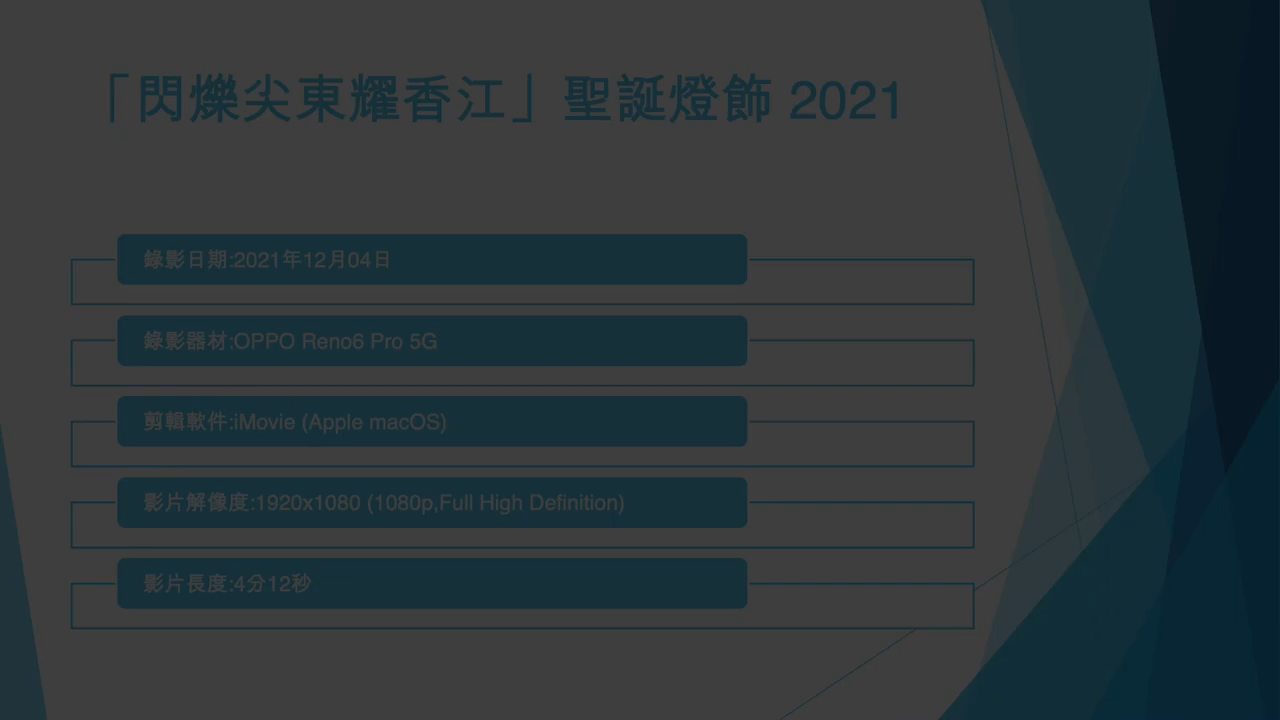 「閃爍尖東耀香江」聖誕燈飾 2021
錄影日期:2021年12月04日
錄影器材:OPPO Reno6 Pro 5G
剪輯軟件:iMovie (Apple macOS)
影片解像度:1920x1080 (1080p,Full High Definition)
影片長度:4分12秒